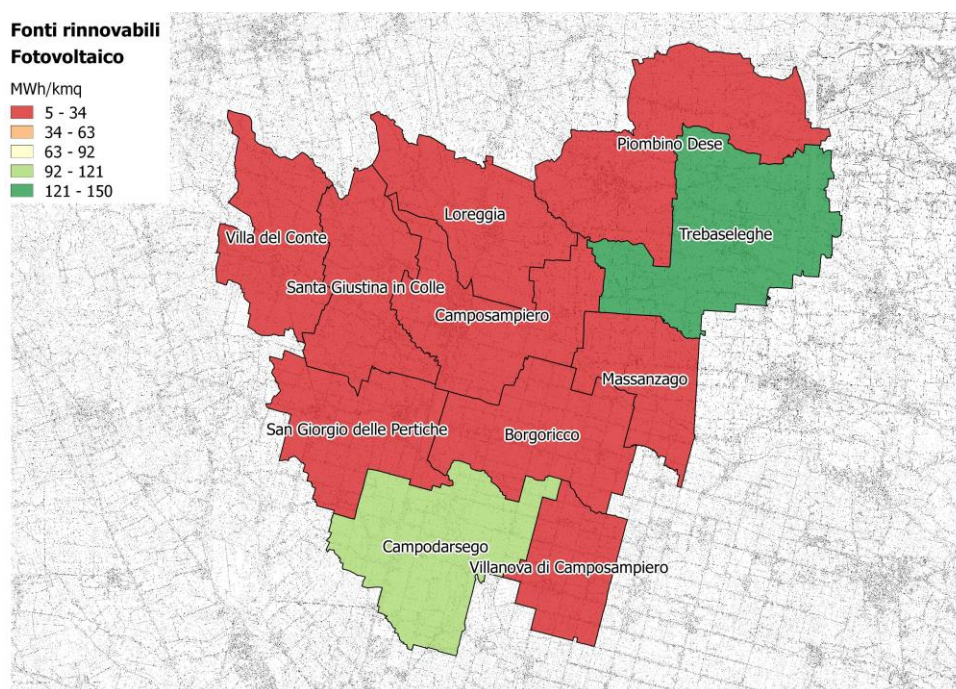 Fonti rinnovabili
Fotovoltaico
MWh/kmq
5 - 34
34 - 63
63 - 92
92 - 121
121 - 150
Piombino Dese
Loreggia
Trebaseleghe
Villa del Conte
Santa Giustina in Colle
Camposampiero
Massanzago
San Giorgio delle Pertiche
Borgoricco
Campodarsego
Villanova di Camposampiero